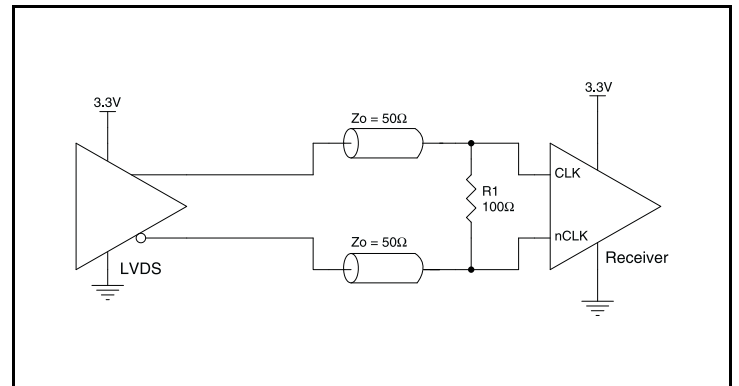 3.3V
3.3V
Zo = 50Ω
CLK
R1
100Ω
nCLK
Zo = 50Ω
LVDS
Receiver